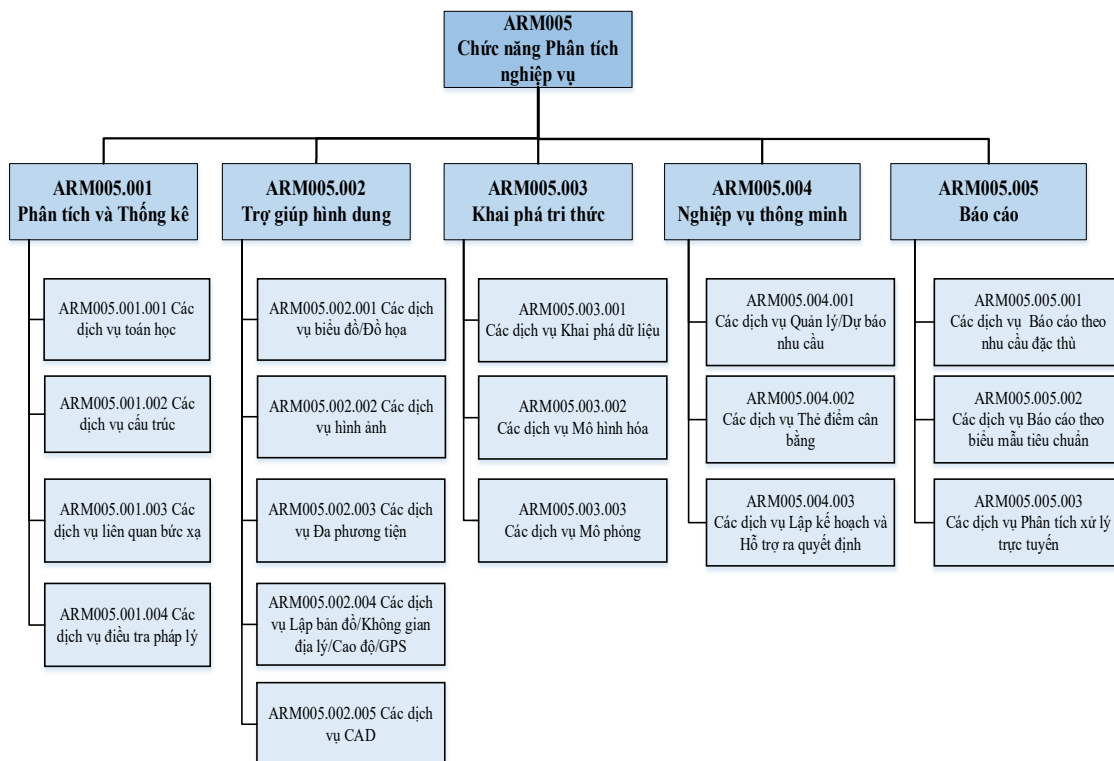 ARM005
Chức năng Phân tích
nghiệp vụ
ARM005.001
Phân tích và Thống kê
ARM005.002
Trợ giúp hình dung
ARM005.003
Khai phá tri thức
ARM005.004
Nghiệp vụ thông minh
ARM005.005
Báo cáo
ARM005.001.001 Các
dịch vụ toán học
ARM005.001.002 Các
dịch vụ cấu trúc
ARM005.001.003 Các
dịch vụ liên quan bức xạ
ARM005.001.004 Các
dịch vụ điều tra pháp lý
ARM005.002.001 Các dịch
vụ biểu đồ/Đồ họa
ARM005.002.002 Các dịch
vụ hình ảnh
ARM005.002.003 Các dịch
vụ Đa phương tiện
ARM005.002.004 Các dịch
vụ Lập bản đồ/Không gian
địa lý/Cao độ/GPS
ARM005.002.005 Các dịch
vụ CAD
ARM005.003.001
Các dịch vụ Khai phá dữ liệu
ARM005.003.002
Các dịch vụ Mô hình hóa
ARM005.003.003
Các dịch vụ Mô phỏng
ARM005.004.001
Các dịch vụ Quản lý/Dự báo
nhu cầu
ARM005.004.002
Các dịch vụ Thẻ điểm cân
bằng
ARM005.004.003
Các dịch vụ Lập kế hoạch và
Hỗ trợ ra quyết định
ARM005.005.001
Các dịch vụ Báo cáo theo
nhu cầu đặc thù
ARM005.005.002
Các dịch vụ Báo cáo theo
biểu mẫu tiêu chuẩn
ARM005.005.003
Các dịch vụ Phân tích xử lý
trực tuyến